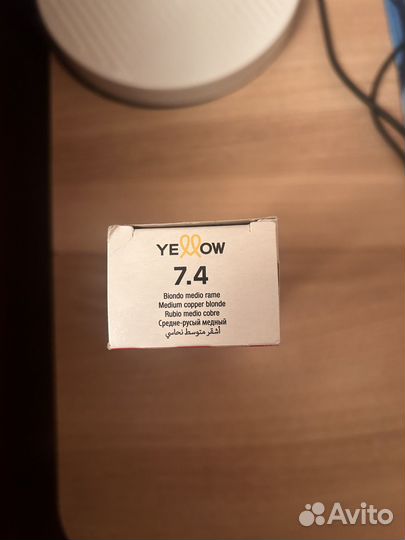 YELLOW
7.4
Biondo medio rame
Medium copper blonde
Rubio medio cobre
Средне-русый медный
أشقر متوسط نحاسي
Avito